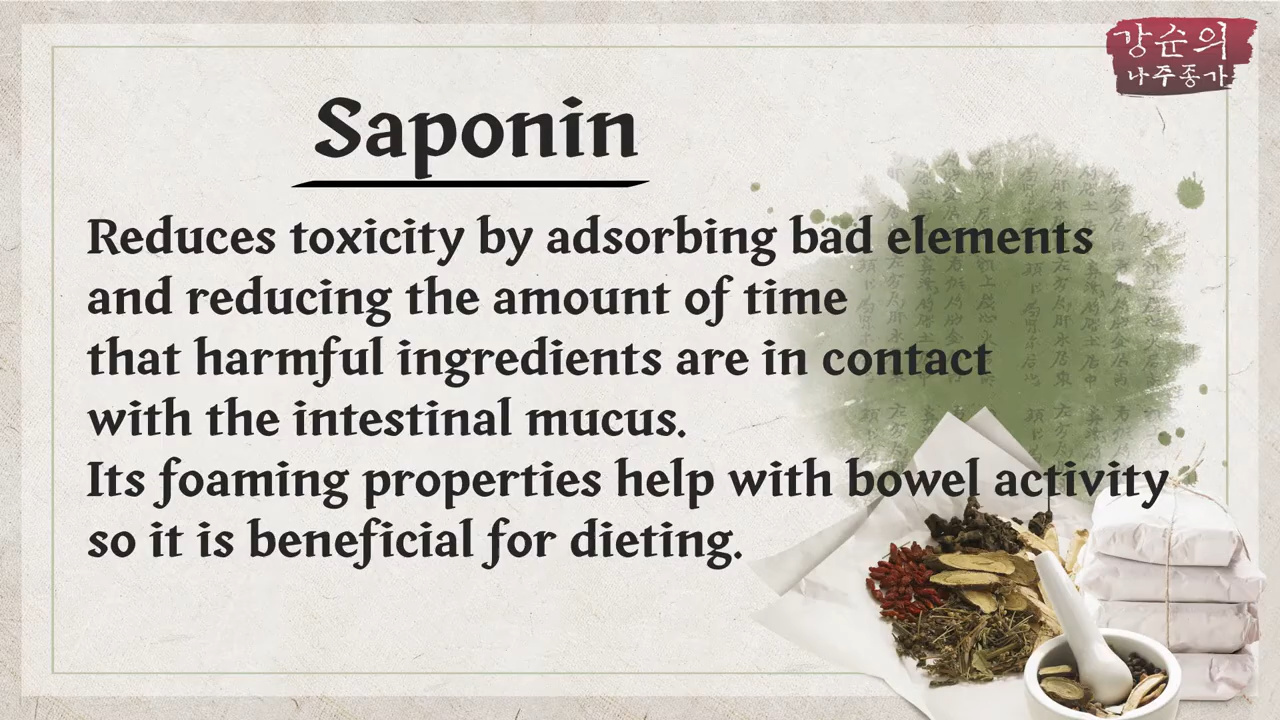 강순의
나주종가
Saponin
Reduces toxicity by adsorbing bad elements
and reducing the amount of time
that harmful ingredients are in contact
with the intestinal mucus.
Its foaming properties help with bowel activity
so it is beneficial for dieting.